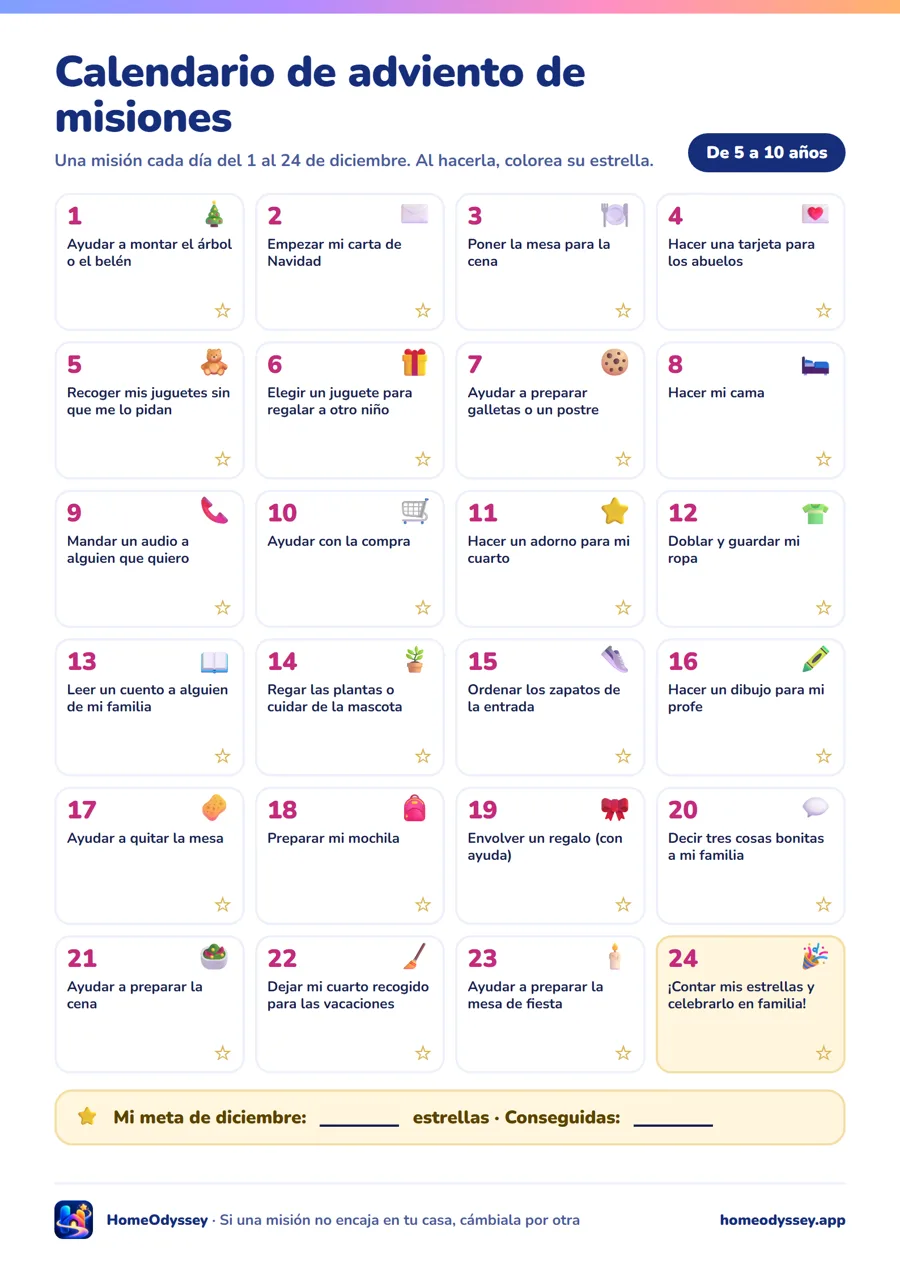 Calendario de adviento de
misiones
Una misión cada día del 1 al 24 de diciembre. Al hacerla, colorea su estrella.
De 5 a 10 años
1
Ayudar a montar el árbol
o el belén
2
Empezar mi carta de
Navidad
3
Poner la mesa para la
cena
4
Hacer una tarjeta para
los abuelos
5
Recoger mis juguetes sin
que me lo pidan
6
Elegir un juguete para
regalar a otro niño
7
Ayudar a preparar
galletas o un postre
8
Hacer mi cama
9
Mandar un audio a
alguien que quiero
10
Ayudar con la compra
11
Hacer un adorno para mi
cuarto
12
Doblar y guardar mi
ropa
13
Leer un cuento a alguien
de mi familia
14
Regar las plantas o
cuidar de la mascota
15
Ordenar los zapatos de
la entrada
16
Hacer un dibujo para mi
profe
17
Ayudar a quitar la mesa
18
Preparar mi mochila
19
Envolver un regalo (con
ayuda)
20
Decir tres cosas bonitas
a mi familia
21
Ayudar a preparar la
cena
22
Dejar mi cuarto recogido
para las vacaciones
23
Ayudar a preparar la
mesa de fiesta
24
¡Contar mis estrellas y
celebrarlo en familia!
Mi meta de diciembre: ________ estrellas · Conseguidas: ________
HomeOdyssey · Si una misión no encaja en tu casa, cámbiala por otra
homeodyssey.app